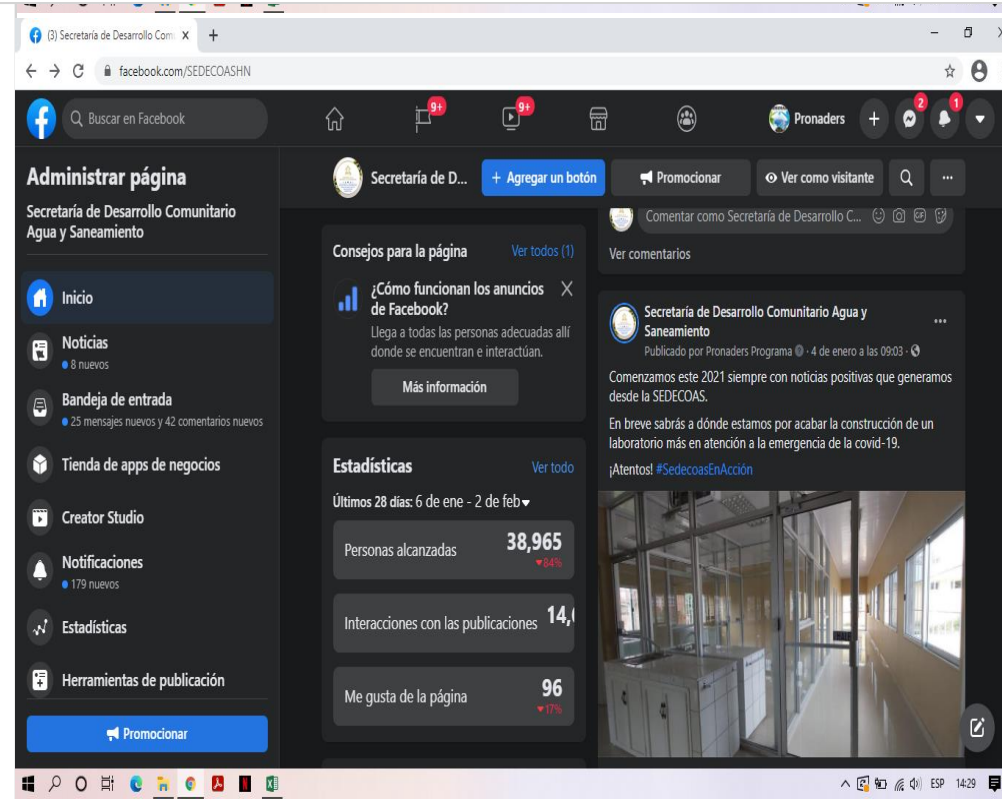 (3) Secretaría de Desarrollo Com
facebook.com/SEDECOASHN
Buscar en Facebook
9+
9+
Pronaders
2
1
Administrar página
Secretaría de Desarrollo Comunitario
Agua y Saneamiento
Inicio
Noticias
8 nuevos
Bandeja de entrada
25 mensajes nuevos y 42 comentarios nuevos
Tienda de apps de negocios
Creator Studio
Notificaciones
179 nuevos
Estadísticas
Herramientas de publicación
Promocionar
Secretaría de D...
+ Agregar un botón
Promocionar
Ver como visitante
Consejos para la página
Ver todos (1)
¿Cómo funcionan los anuncios
de Facebook?
Llega a todas las personas adecuadas allí
donde se encuentran e interactúan.
Más información
Estadísticas
Ver todo
Últimos 28 días: 6 de ene - 2 de feb
Personas alcanzadas
38,965
84%
Interacciones con las publicaciones
Me gusta de la página
96
17%
Comentar como Secretaría de Desarrollo C...
GIF
Ver comentarios
Secretaría de Desarrollo Comunitario Agua y
Saneamiento
Publicado por Pronaders Programa · 4 de enero a las 09:03 ·
Comenzamos este 2021 siempre con noticias positivas que generamos
desde la SEDECOAS.
En breve sabrás a dónde estamos por acabar la construcción de un
laboratorio más en atención a la emergencia de la covid-19.
¡Atentos! #SedecoasEnAcción
ESP
14:29